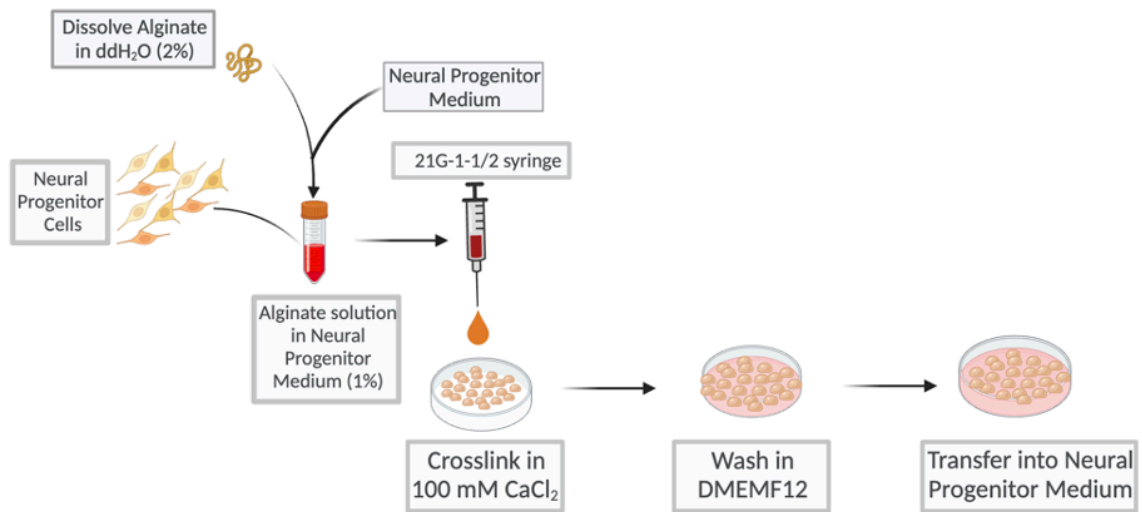 Dissolve Alginate
in ddH₂O (2%)
Neural Progenitor
Medium
21G-1-1/2 syringe
Neural
Progenitor
Cells
Alginate solution
in Neural
Progenitor
Medium (1%)
Crosslink in
100 mM CaCl₂
Wash in
DMEMF12
Transfer into Neural
Progenitor Medium